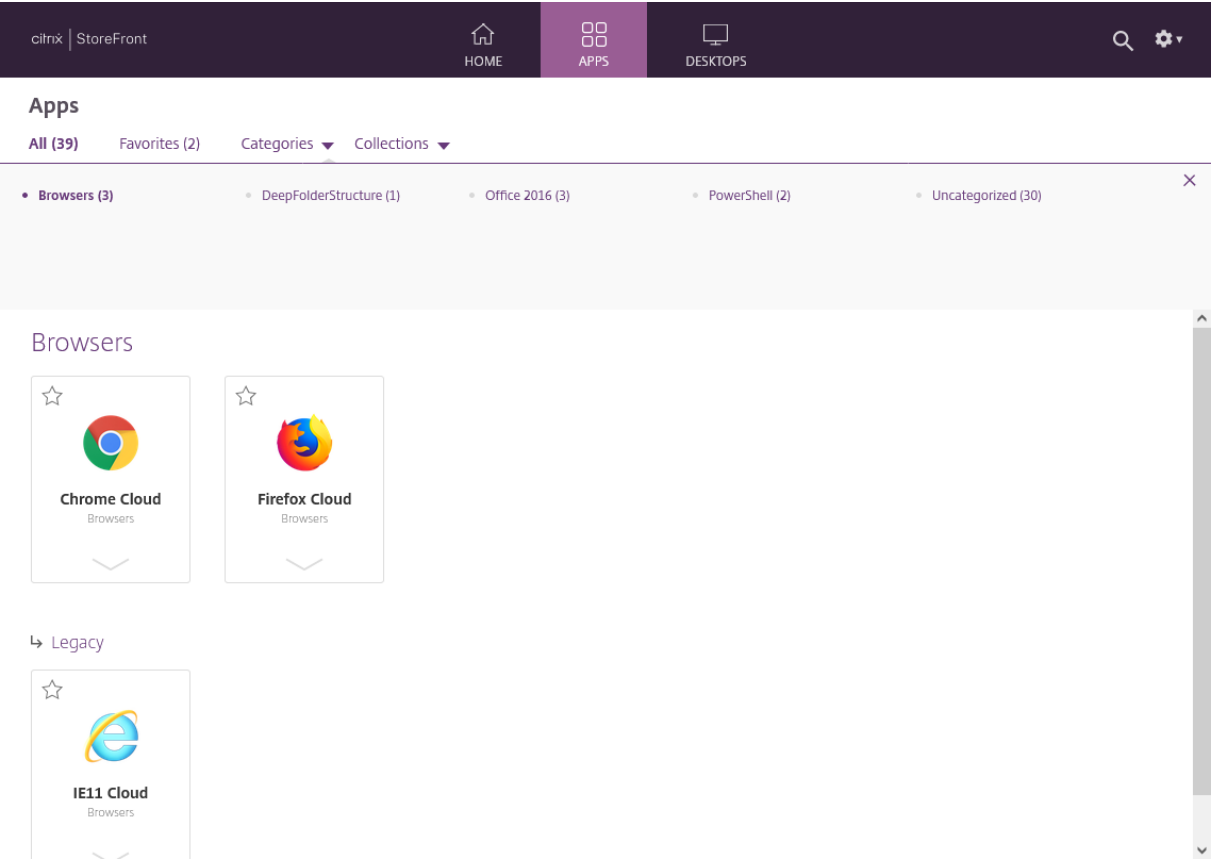 citrix | StoreFront
HOME
APPS
DESKTOPS
Apps
All (39) Favorites (2) Categories Collections
Browsers (3) DeepFolderStructure (1) Office 2016 (3) PowerShell (2) Uncategorized (30)
Browsers
Chrome Cloud
Browsers
Firefox Cloud
Browsers
Legacy
IE11 Cloud
Browsers